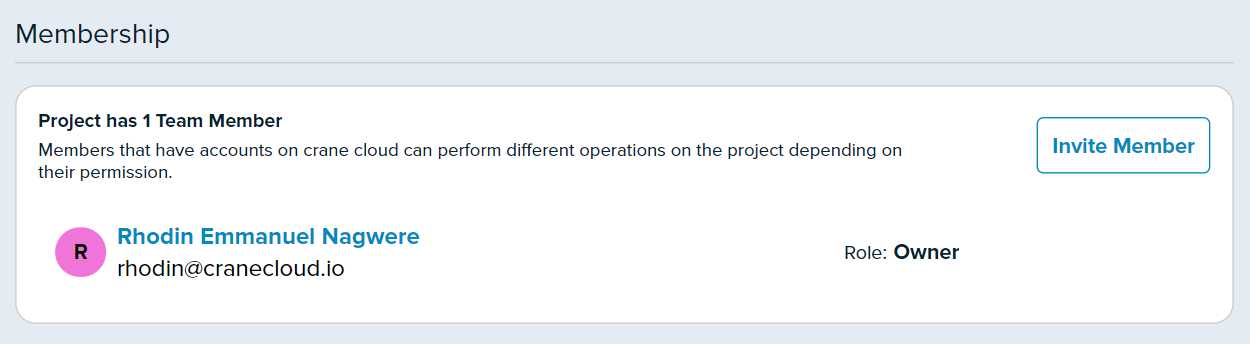 Membership
Project has 1 Team Member
Members that have accounts on crane cloud can perform different operations on the project depending on
their permission.
Invite Member
R
Rhodin Emmanuel Nagwere
rhodin@cranecloud.io
Role: Owner